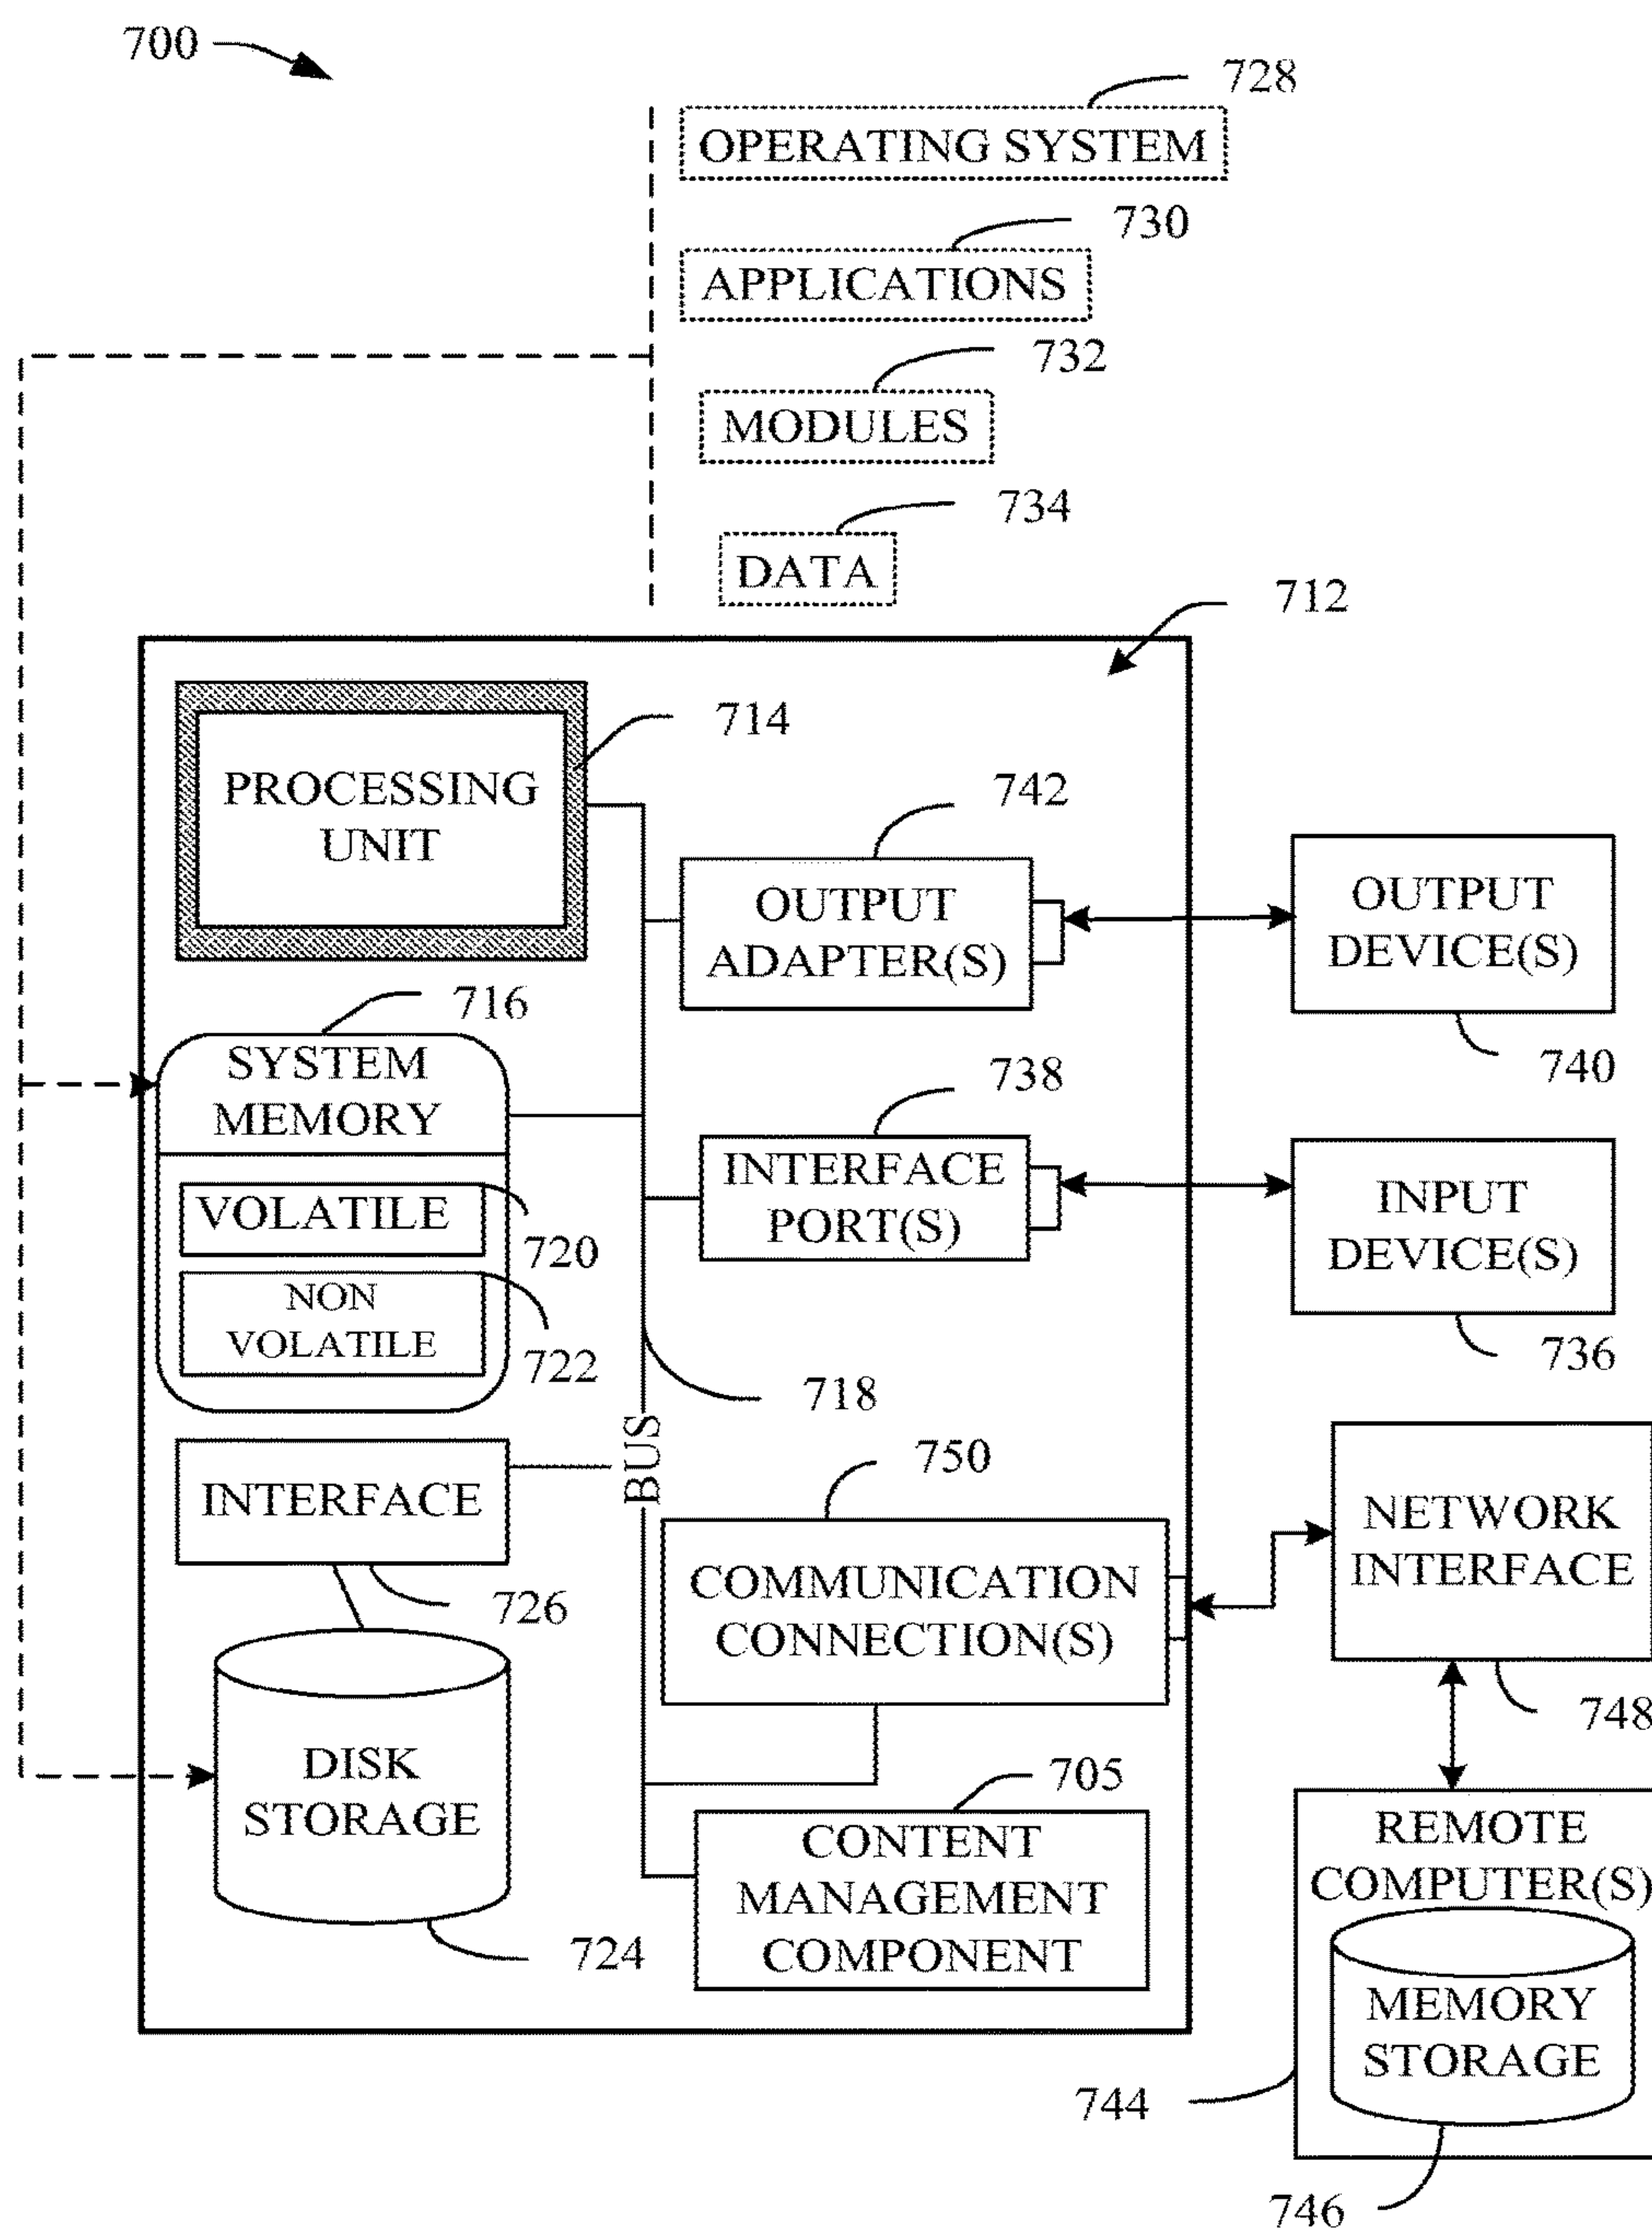 700
728
OPERATING SYSTEM
730
APPLICATIONS
732
MODULES
734
DATA
712
714
PROCESSING
UNIT
742
OUTPUT
ADAPTER(S)
OUTPUT
DEVICE(S)
740
716
SYSTEM
MEMORY
738
INTERFACE
PORT(S)
INPUT
DEVICE(S)
736
VOLATILE
720
NON
VOLATILE
722
718
BUS
INTERFACE
726
750
COMMUNICATION
CONNECTION(S)
NETWORK
INTERFACE
748
DISK
STORAGE
724
705
CONTENT
MANAGEMENT
COMPONENT
REMOTE
COMPUTER(S)
MEMORY
STORAGE
744
746